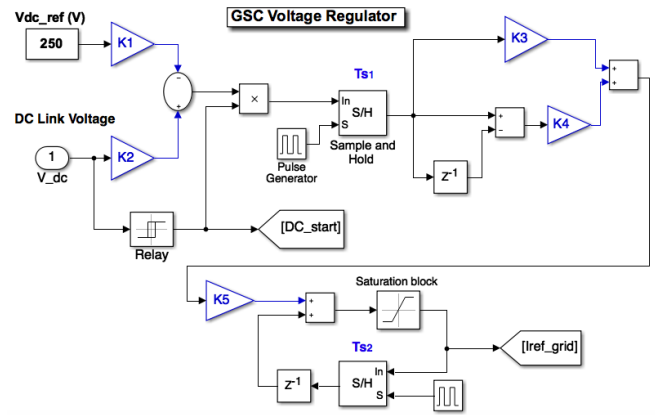 GSC Voltage Regulator
Vdc_ref (V)
250
K1
K3
+
+
−
+
×
Ts1
In
S/H
S
Sample and
Hold
Pulse
Generator
+
−
K4
z-1
DC Link Voltage
1
V_dc
K2
Relay
[DC_start]
K5
+
+
Saturation block
[Iref_grid]
Ts2
In
S/H
S
z-1